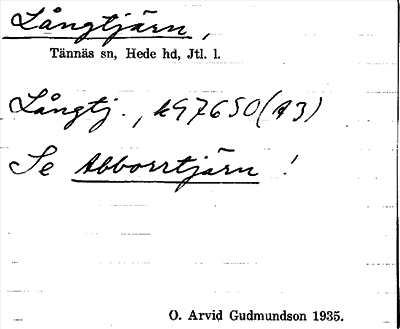 Långtjärn,
Tännäs sn, Hede hd, Jtl. l.
Långtj., k97650(A3)
Se Abborrtjärn!
O. Arvid Gudmundson 1935.